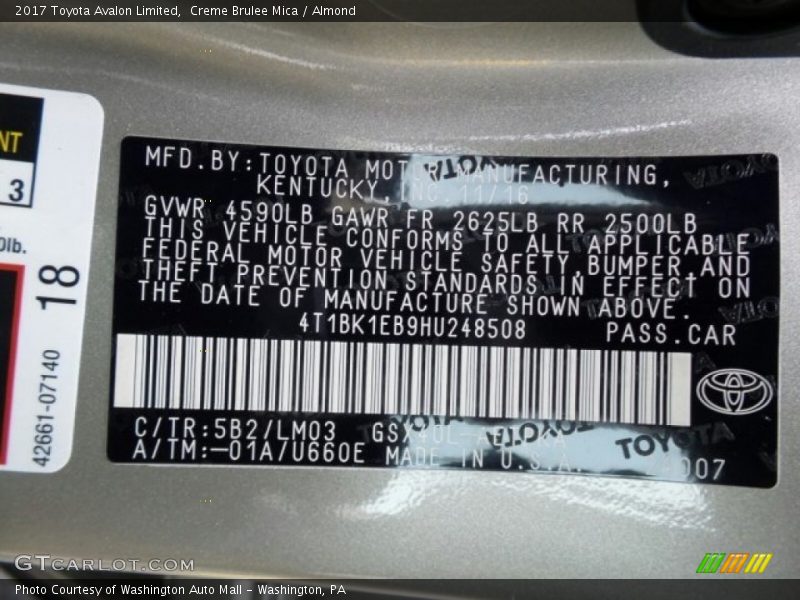 2017 Toyota Avalon Limited, Creme Brulee Mica / Almond
NT
3
0lb.
18
42661-07140
MFD.BY:TOYOTA MOTOR MANUFACTURING,
KENTUCKY, INC. 11/16
GVWR 4590LB GAWR FR 2625LB RR 2500LB
THIS VEHICLE CONFORMS TO ALL APPLICABLE
FEDERAL MOTOR VEHICLE SAFETY,BUMPER,AND
THEFT PREVENTION STANDARDS IN EFFECT ON
THE DATE OF MANUFACTURE SHOWN ABOVE.
4T1BK1EB9HU248508 PASS.CAR
C/TR:5B2/LM03
A/TM:-01A/U660E MADE IN U.S.A.
TOYOTA
GTCARLOT.COM
Photo Courtesy of Washington Auto Mall - Washington, PA